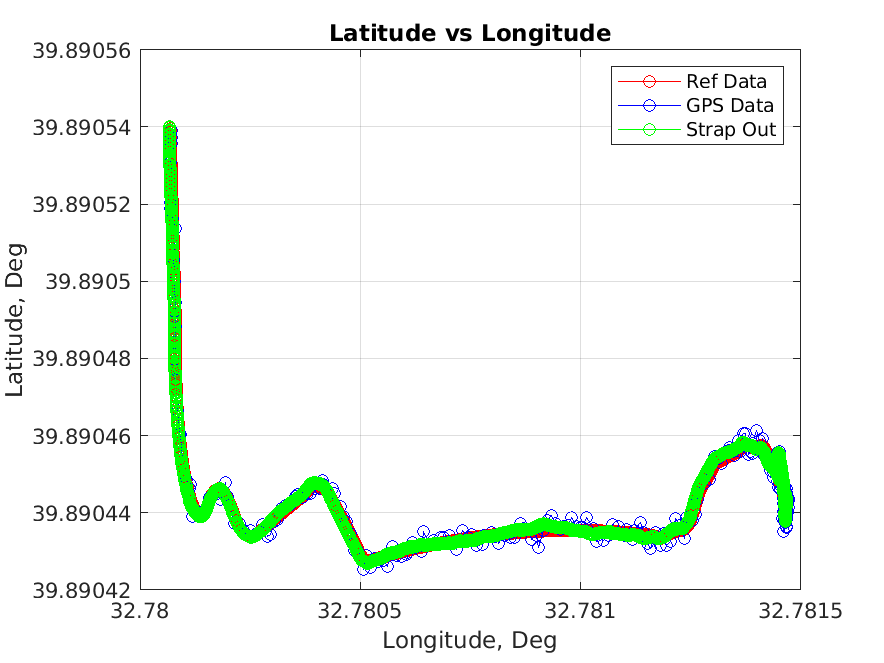 Latitude vs Longitude
39.89056
39.89054
39.89052
39.8905
39.89048
39.89046
39.89044
39.89042
Latitude, Deg
Ref Data
GPS Data
Strap Out
32.78
32.7805
32.781
32.7815
Longitude, Deg